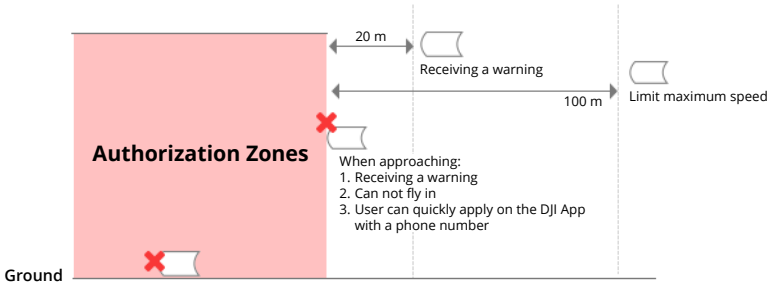 20 m
Receiving a warning
100 m
Limit maximum speed
Authorization Zones
When approaching:
1. Receiving a warning
2. Can not fly in
3. User can quickly apply on the DJI App
with a phone number
Ground